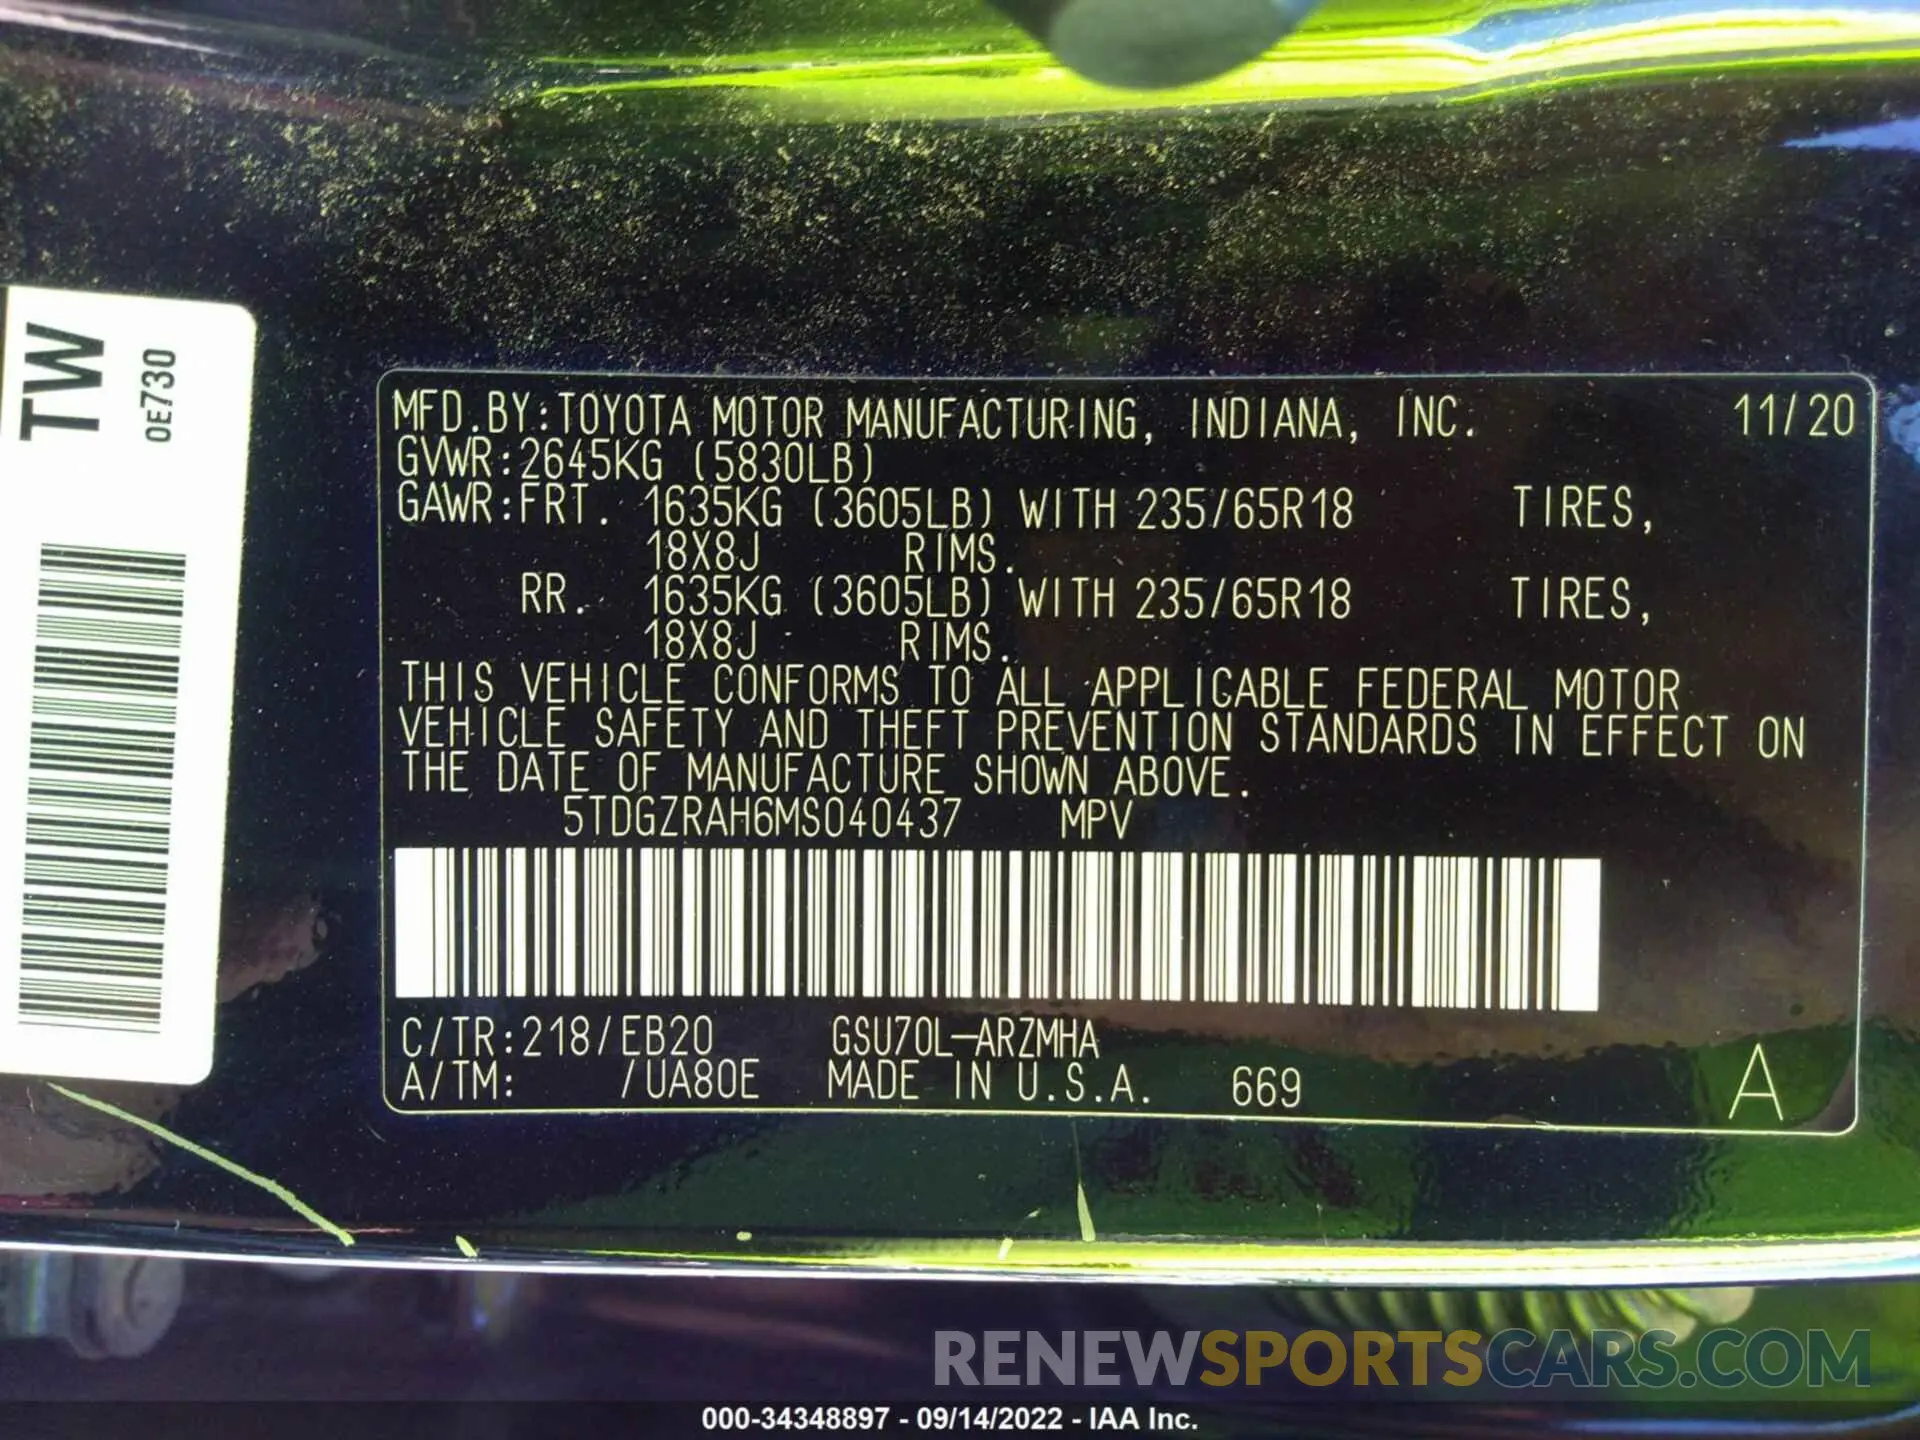 TW
0E730
MFD.BY:TOYOTA MOTOR MANUFACTURING, INDIANA, INC. 11/20
GVWR:2645KG (5830LB)
GAWR:FRT. 1635KG (3605LB) WITH 235/65R18 TIRES,
18X8J RIMS.
RR. 1635KG (3605LB) WITH 235/65R18 TIRES,
18X8J RIMS.
THIS VEHICLE CONFORMS TO ALL APPLICABLE FEDERAL MOTOR
VEHICLE SAFETY AND THEFT PREVENTION STANDARDS IN EFFECT ON
THE DATE OF MANUFACTURE SHOWN ABOVE.
5TDGZRAH6MS040437 MPV
C/TR:218/EB20 GSU70L-ARZMHA
A/TM: /UA80E MADE IN U.S.A. 669 A
RENEWSPORTSCARS.COM
000-34348897 - 09/14/2022 - IAA Inc.